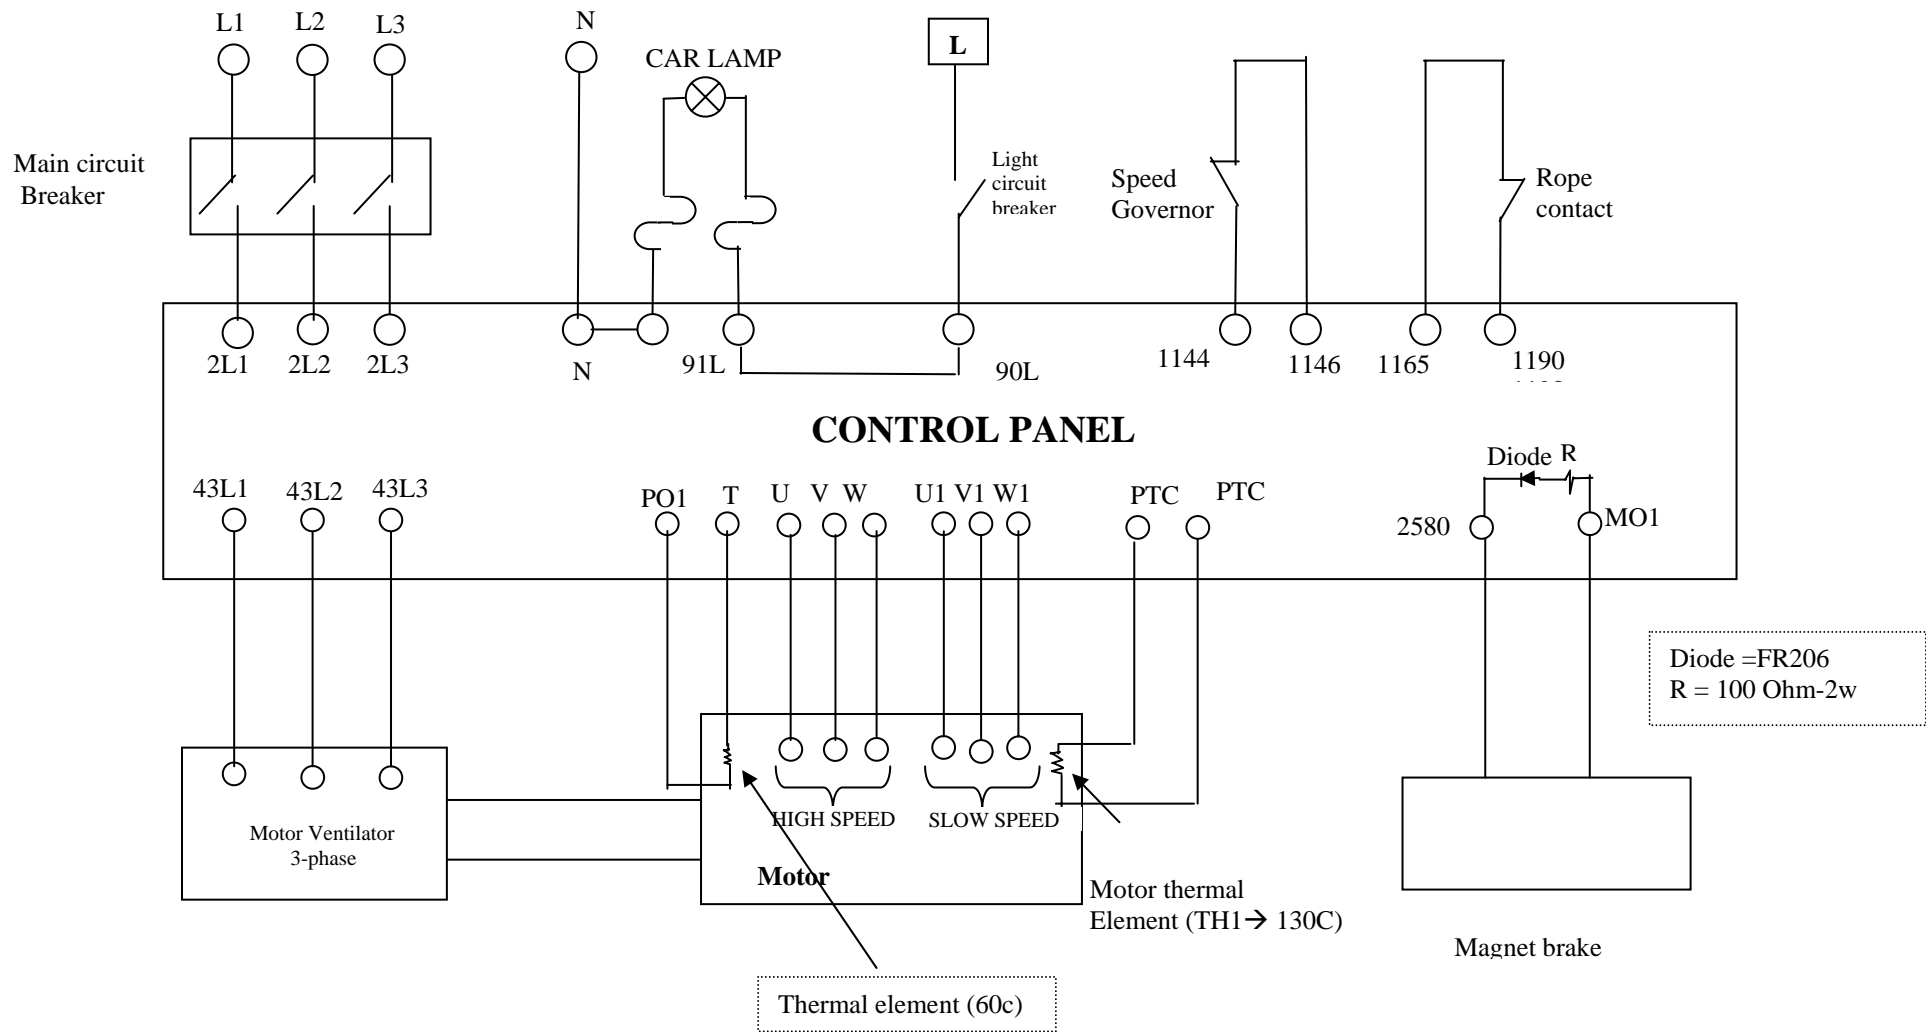 L1
L2
L3
N
CAR LAMP
L
Main circuit
Breaker
Light
circuit
breaker
Speed
Governor
Rope
contact
2L1
2L2
2L3
N
91L
90L
1144
1146
1165
1190
CONTROL PANEL
Diode R
43L1
43L2
43L3
PO1
T
U V W
U1 V1 W1
PTC
PTC
2580
MO1
Diode =FR206
R = 100 Ohm-2w
HIGH SPEED
SLOW SPEED
Motor Ventilator
3-phase
Motor
Motor thermal
Element (TH1→ 130C)
Magnet brake
Thermal element (60c)